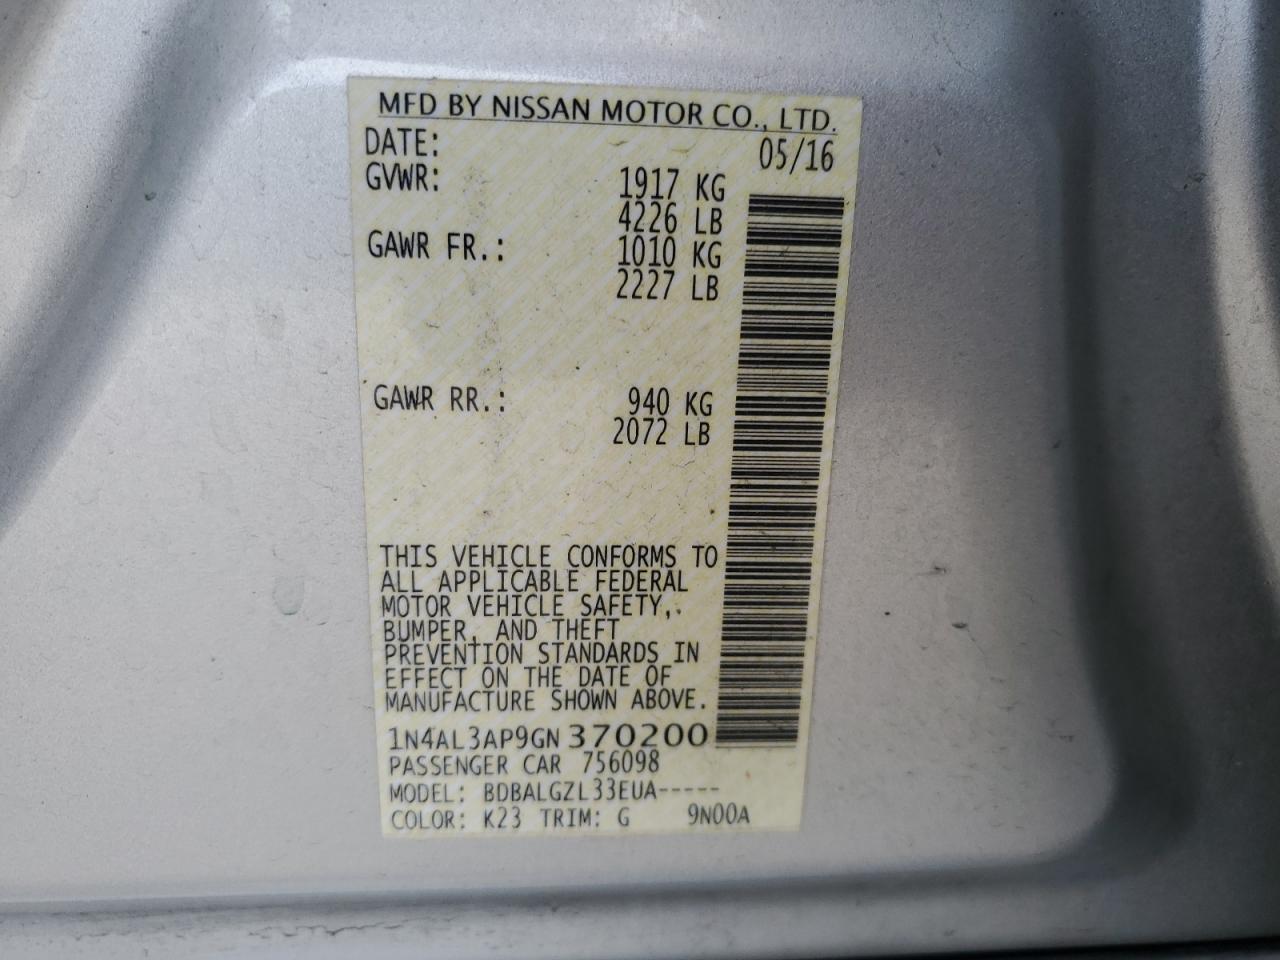 MFD BY NISSAN MOTOR CO., LTD.
DATE: 05/16
GVWR: 1917 KG
4226 LB
GAWR FR.: 1010 KG
2227 LB
GAWR RR.: 940 KG
2072 LB
THIS VEHICLE CONFORMS TO
ALL APPLICABLE FEDERAL
MOTOR VEHICLE SAFETY,
BUMPER, AND THEFT
PREVENTION STANDARDS IN
EFFECT ON THE DATE OF
MANUFACTURE SHOWN ABOVE.
1N4AL3AP9GN370200
PASSENGER CAR 756098
MODEL: BDBALGZL33EUA-----
COLOR: K23 TRIM: G 9N00A